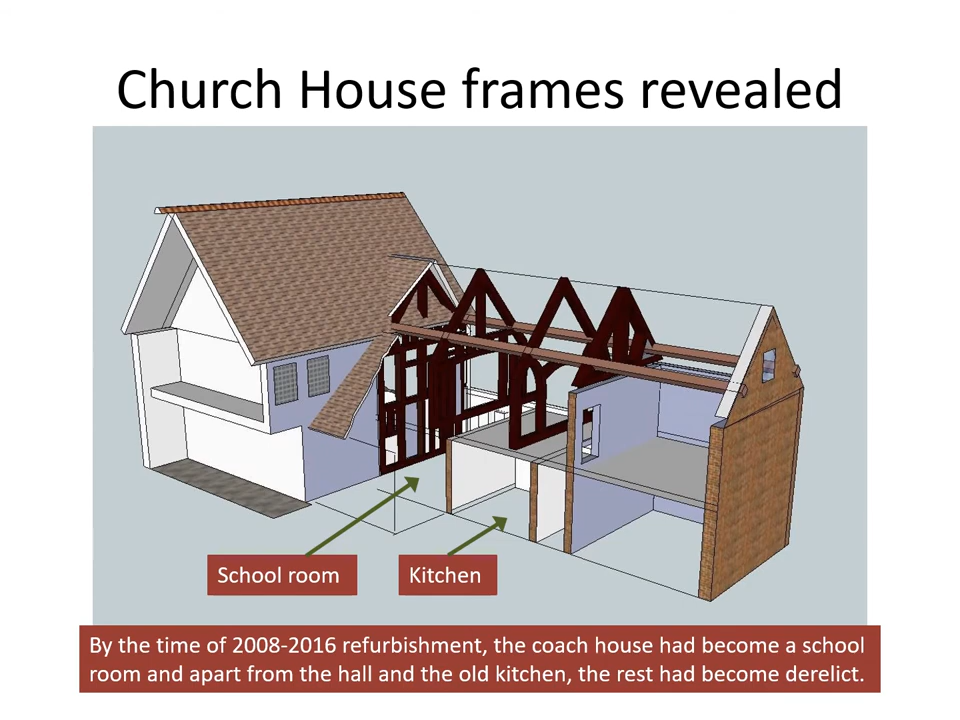 Church House frames revealed
School room
Kitchen
By the time of 2008-2016 refurbishment, the coach house had become a school
room and apart from the hall and the old kitchen, the rest had become derelict.